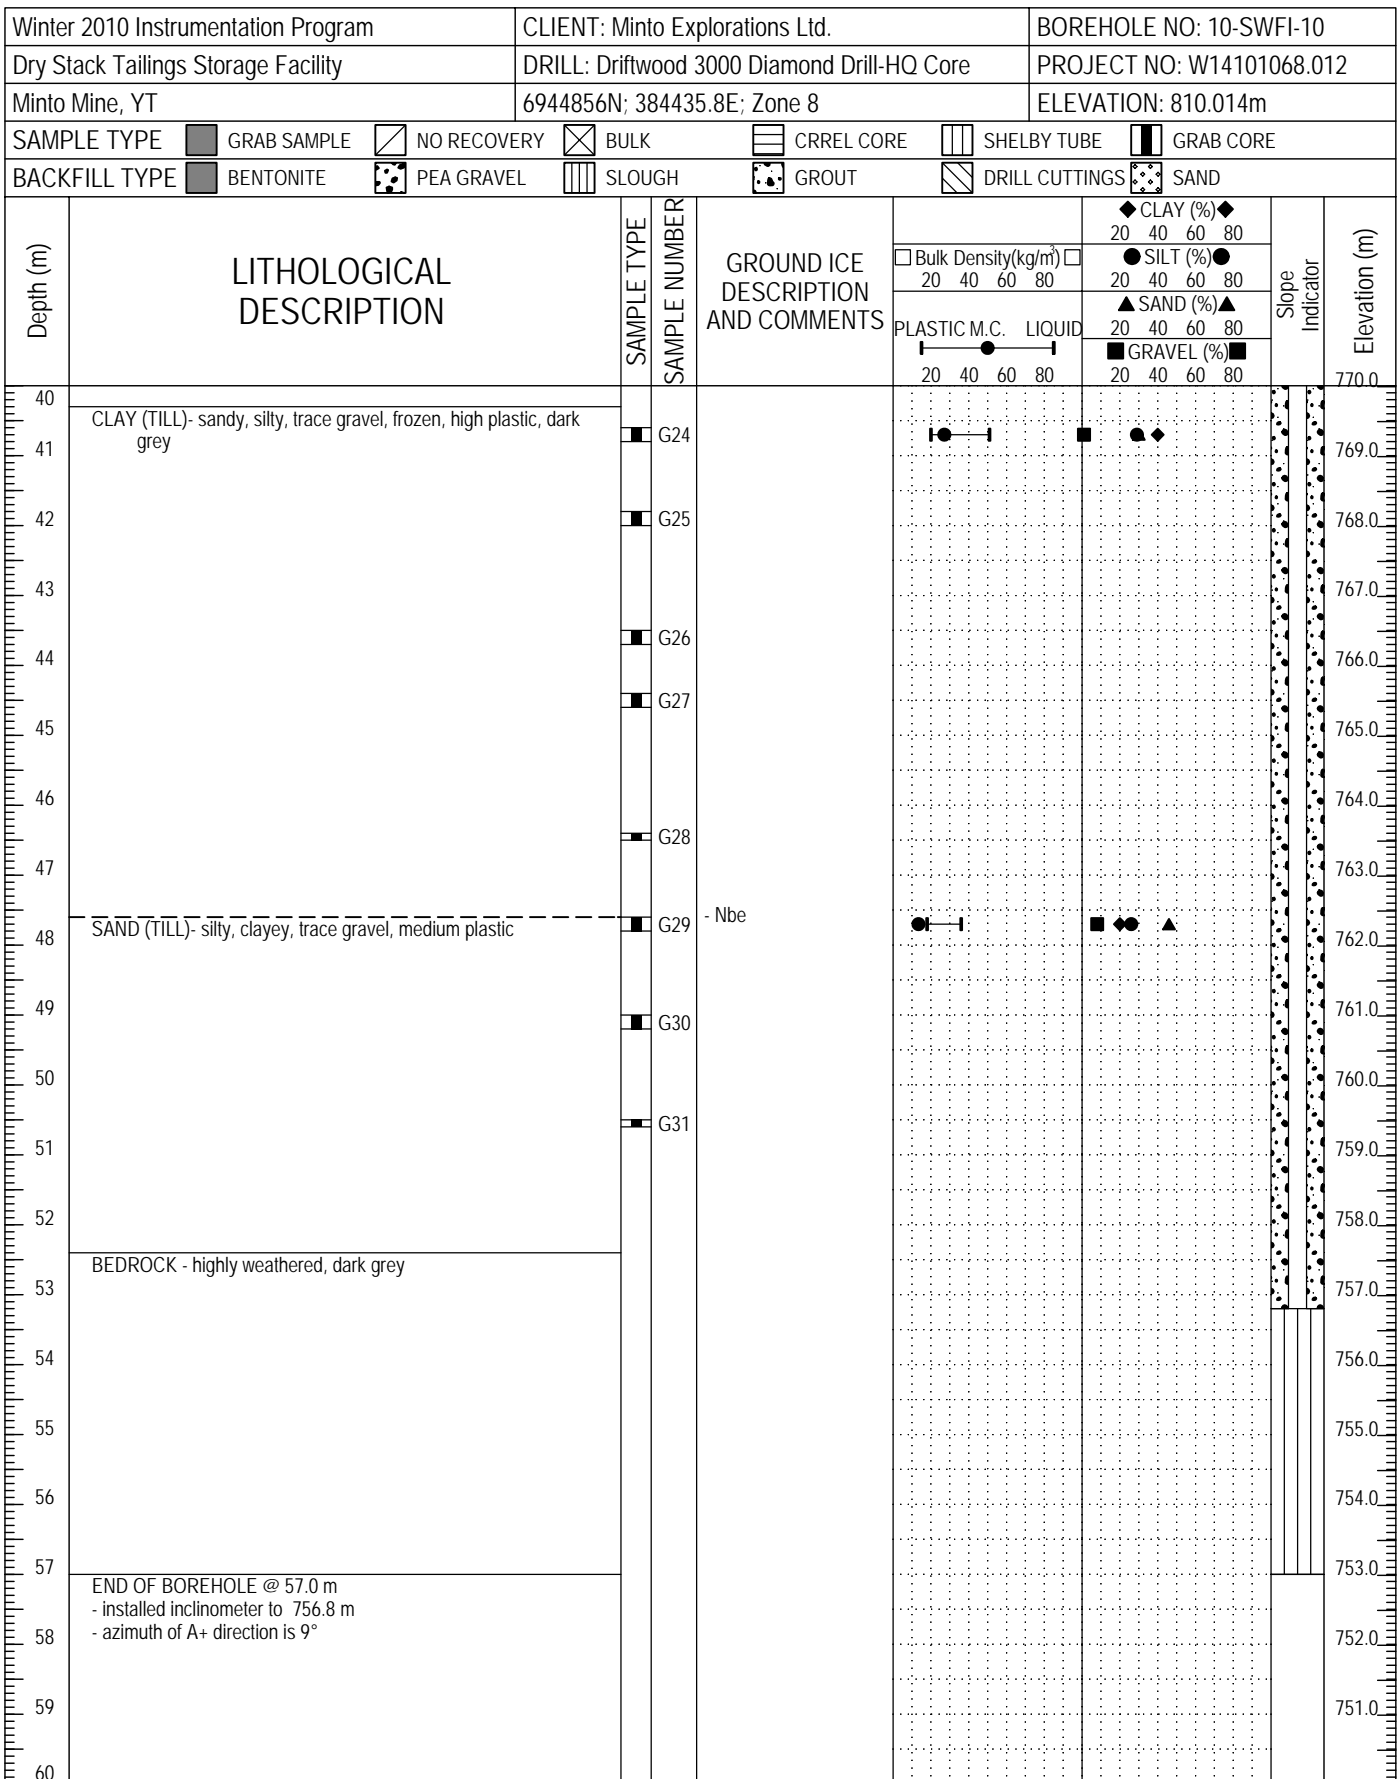 Winter 2010 Instrumentation Program
CLIENT: Minto Explorations Ltd.
BOREHOLE NO: 10-SWFI-10
Dry Stack Tailings Storage Facility
DRILL: Driftwood 3000 Diamond Drill-HQ Core
PROJECT NO: W14101068.012
Minto Mine, YT
6944856N; 384435.8E; Zone 8
ELEVATION: 810.014m
SAMPLE TYPE GRAB SAMPLE NO RECOVERY BULK CRREL CORE SHELBY TUBE GRAB CORE
BACKFILL TYPE BENTONITE PEA GRAVEL SLOUGH GROUT DRILL CUTTINGS SAND
Depth (m)
LITHOLOGICAL
DESCRIPTION
SAMPLE TYPE
SAMPLE NUMBER
GROUND ICE
DESCRIPTION
AND COMMENTS
Bulk Density(kg/m³)
20 40 60 80
PLASTIC M.C. LIQUID
20 40 60 80
CLAY (%)
20 40 60 80
SILT (%)
20 40 60 80
SAND (%)
20 40 60 80
GRAVEL (%)
20 40 60 80
Slope
Indicator
Elevation (m)
770.0
40
CLAY (TILL)- sandy, silty, trace gravel, frozen, high plastic, dark
grey
G24
41
769.0
G25
42
768.0
43
767.0
G26
44
766.0
G27
45
765.0
46
764.0
G28
47
763.0
- Nbe
SAND (TILL)- silty, clayey, trace gravel, medium plastic
G29
48
762.0
49
761.0
G30
50
760.0
G31
51
759.0
52
758.0
BEDROCK - highly weathered, dark grey
53
757.0
54
756.0
55
755.0
56
754.0
57
753.0
END OF BOREHOLE @ 57.0 m
- installed inclinometer to 756.8 m
- azimuth of A+ direction is 9°
58
752.0
59
751.0
60